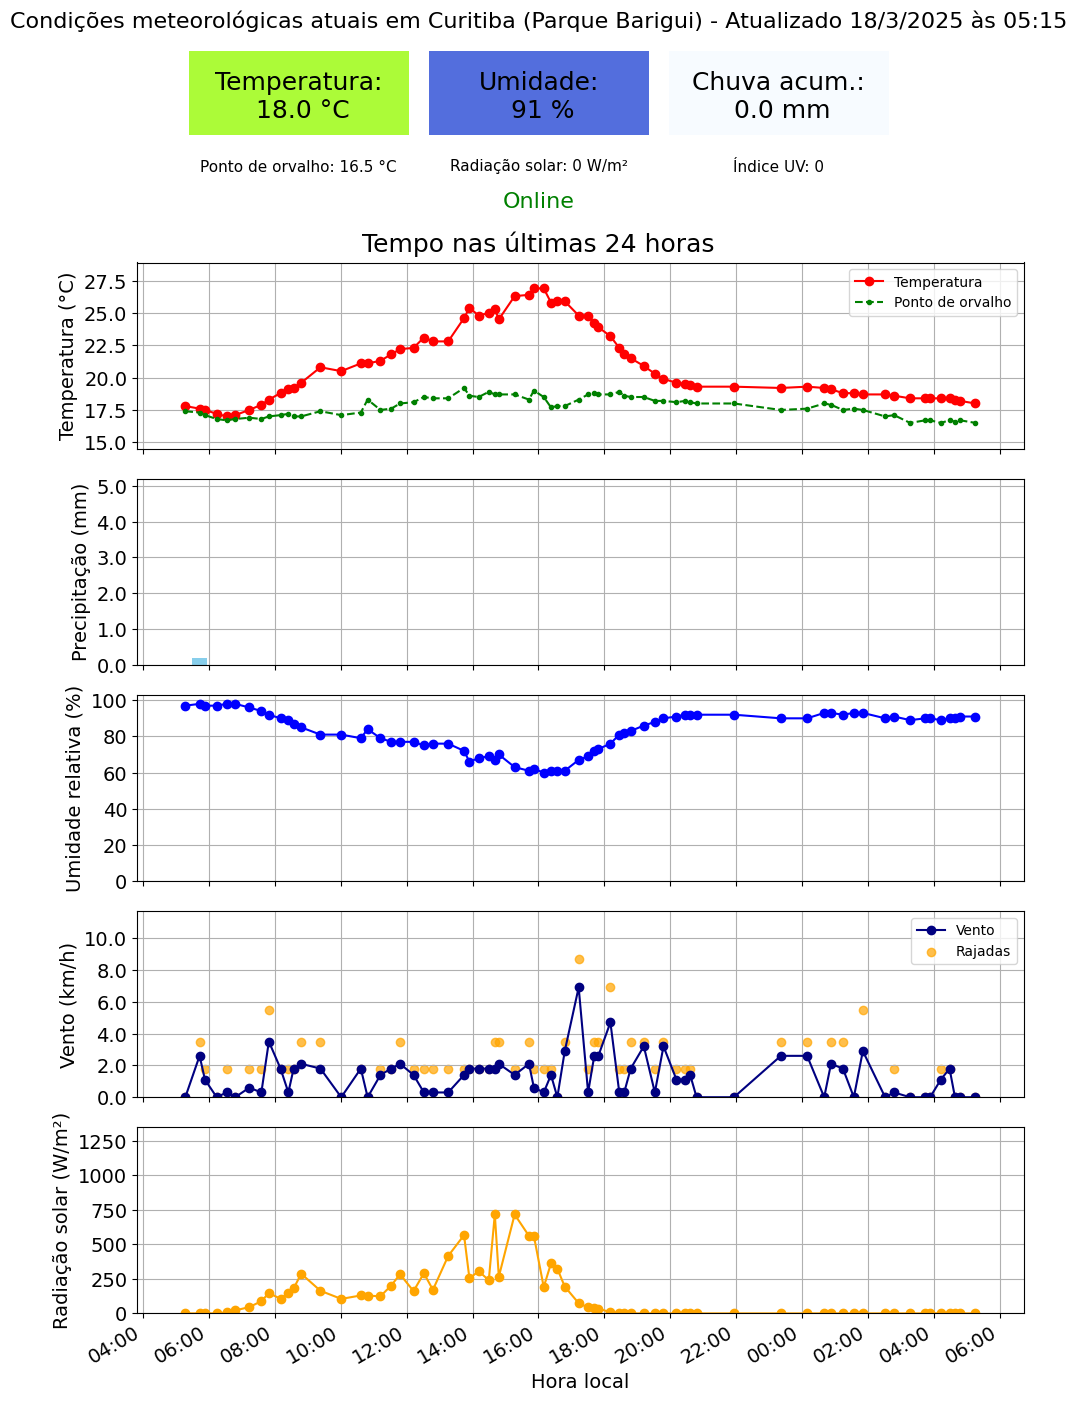 Condições meteorológicas atuais em Curitiba (Parque Barigui) - Atualizado 18/3/2025 às 05:15
Temperatura:
18.0 °C
Umidade:
91 %
Chuva acum.:
0.0 mm
Ponto de orvalho: 16.5 °C
Radiação solar: 0 W/m²
Índice UV: 0
Online
Tempo nas últimas 24 horas
Temperatura (°C)
27.5
25.0
22.5
20.0
17.5
15.0
Temperatura
Ponto de orvalho
Precipitação (mm)
5.0
4.0
3.0
2.0
1.0
0.0
Umidade relativa (%)
100
80
60
40
20
0
Vento (km/h)
10.0
8.0
6.0
4.0
2.0
0.0
Vento
Rajadas
Radiação solar (W/m²)
1250
1000
750
500
250
0
04:00
06:00
08:00
10:00
12:00
14:00
16:00
18:00
20:00
22:00
00:00
02:00
04:00
06:00
Hora local